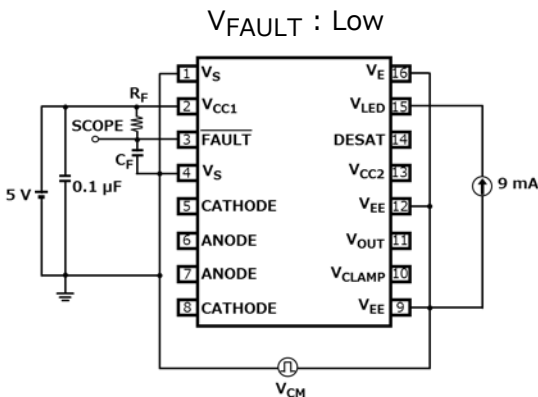 VFAULT : Low
1 VS
2 VCC1
3 FAULT
4 VS
5 CATHODE
6 ANODE
7 ANODE
8 CATHODE
VE 16
VLED 15
DESAT 14
VCC2 13
VEE 12
VOUT 11
VCLAMP 10
VEE 9
RF
SCOPE
CF
5 V
0.1 µF
9 mA
VCM